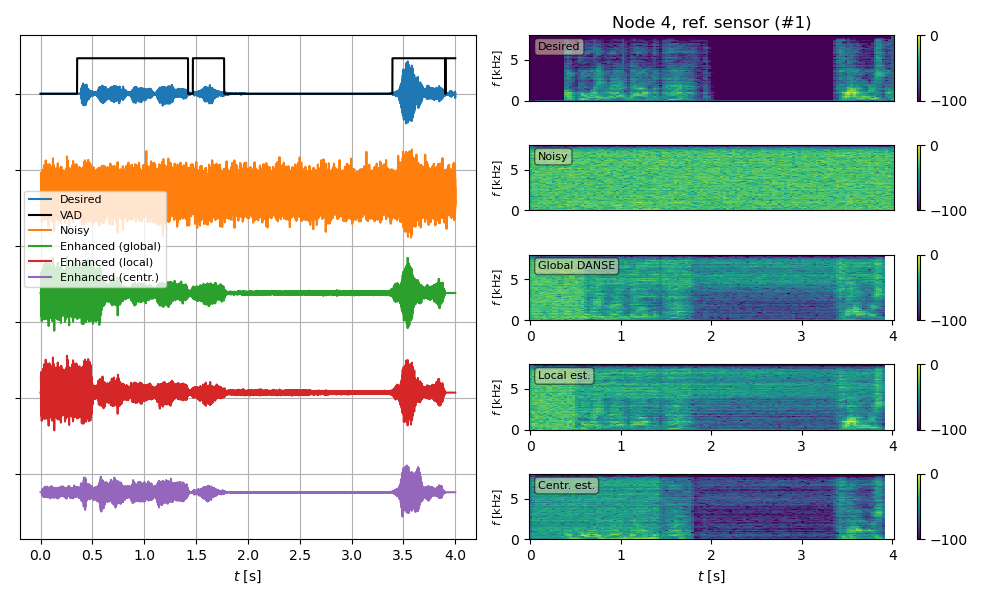 Node 4, ref. sensor (#1)
Desired
VAD
Noisy
Enhanced (global)
Enhanced (local)
Enhanced (centr.)
0.0 0.5 1.0 1.5 2.0 2.5 3.0 3.5 4.0
t [s]
f [kHz]
5
0
Desired
0
−100
f [kHz]
5
0
Noisy
0
−100
f [kHz]
5
0
Global DANSE
0
−100
0 1 2 3 4
f [kHz]
5
0
Local est.
0
−100
0 1 2 3 4
f [kHz]
5
0
Centr. est.
0
−100
0 1 2 3 4
t [s]